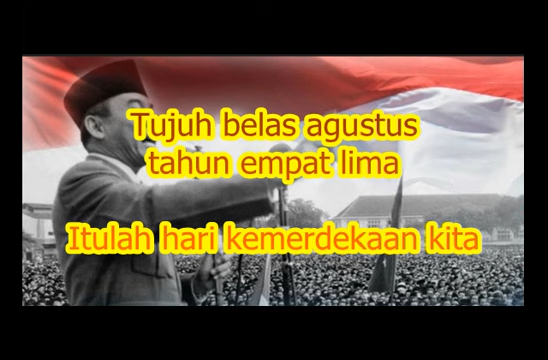 Tujuh belas agustus
tahun empat lima
Itulah hari kemerdekaan kita